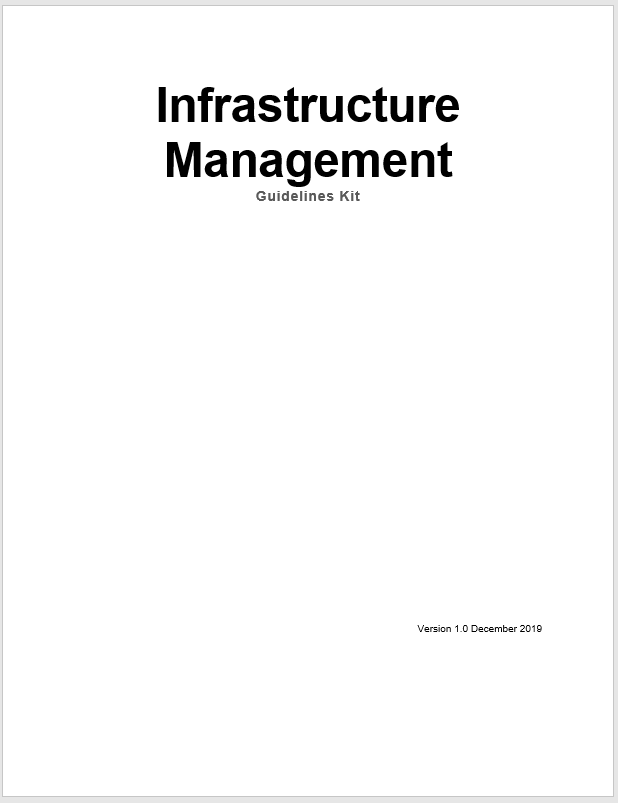 Infrastructure
Management
Guidelines Kit
Version 1.0 December 2019